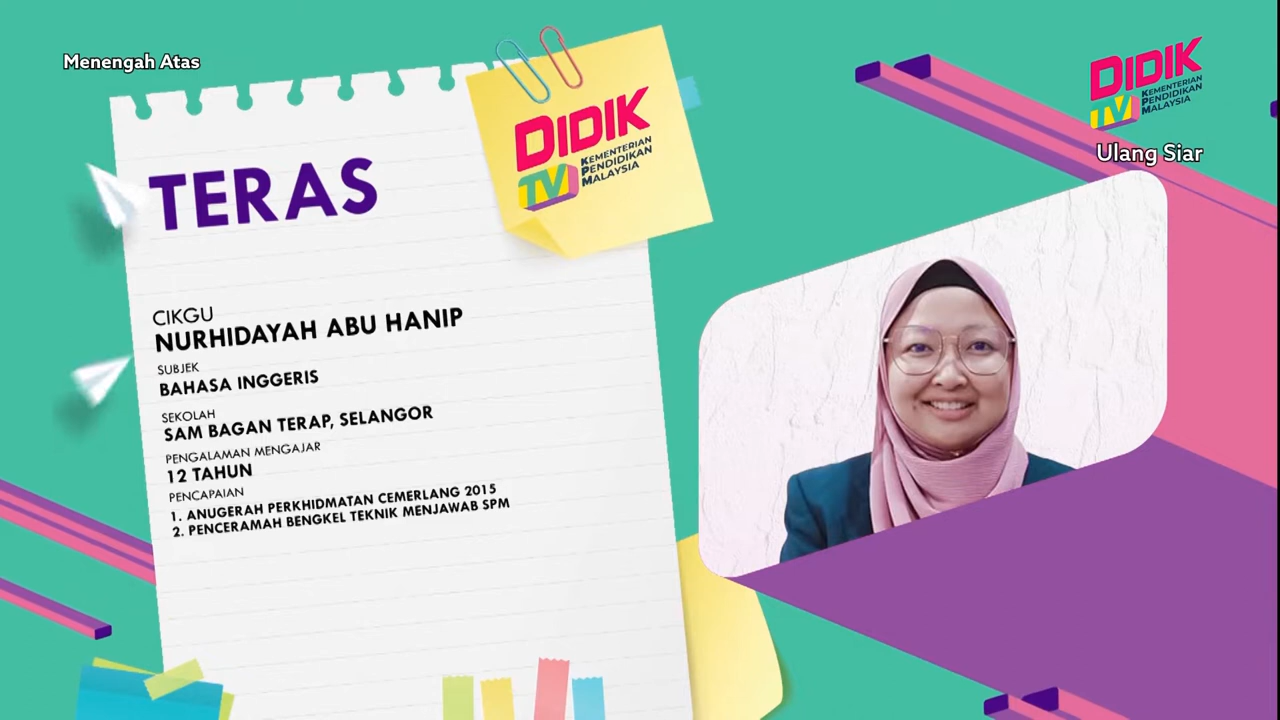 Menengah Atas
TERAS
DIDIK
TV
KEMENTERIAN
PENDIDIKAN
MALAYSIA
CIKGU
NURHIDAYAH ABU HANIP
SUBJEK
BAHASA INGGERIS
SEKOLAH
SAM BAGAN TERAP, SELANGOR
PENGALAMAN MENGAJAR
12 TAHUN
PENCAPAIAN
1. ANUGERAH PERKHIDMATAN CEMERLANG 2015
2. PENCERAMAH BENGKEL TEKNIK MENJAWAB SPM
DIDIK
TV
KEMENTERIAN
PENDIDIKAN
MALAYSIA
Ulang Siar